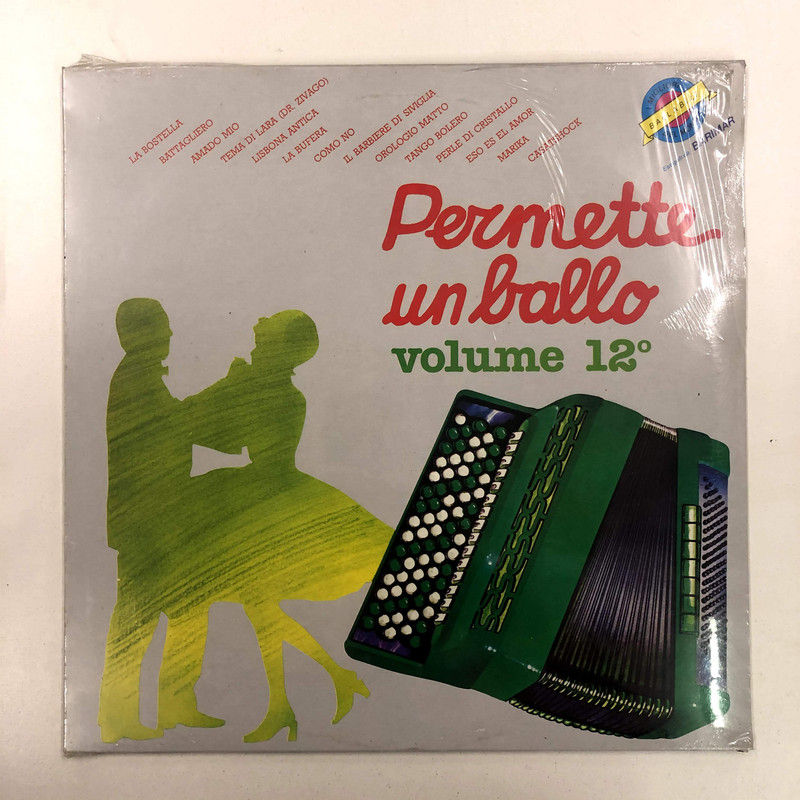 LA BOSTELLA
BATTAGLIERO
AMADO MIO
TEMA DI LARA (DR. ZIVAGO)
LISBONA ANTICA
LA BUFERA
COMO NO
IL BARBIERE DI SIVIGLIA
OROLOGIO MATTO
TANGO BOLERO
PERLE DI CRISTALLO
ESO ES EL AMOR
MARIKA
CASATSHOCK
BARIMAR
Permette
un ballo
volume 12°